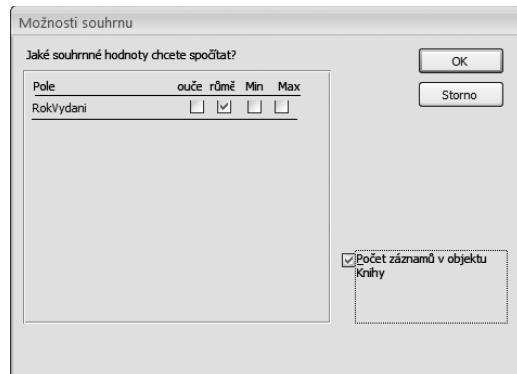 Možnosti souhrnu
Jaké souhrnné hodnoty chcete spočítat?
OK
Storno
Pole ouče růmě Min Max
RokVydani
Počet záznamů v objektu
Knihy